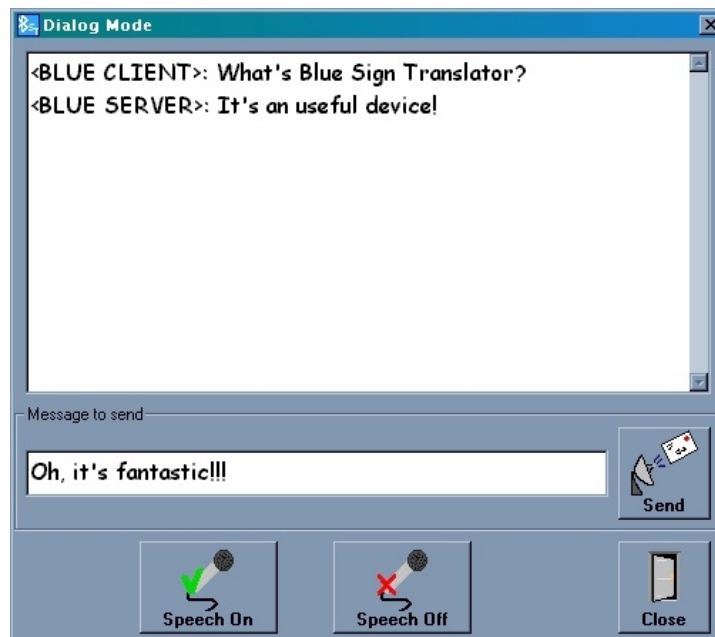 Dialog Mode
<BLUE CLIENT>: What's Blue Sign Translator?
<BLUE SERVER>: It's an useful device!
Message to send
Oh, it's fantastic!!!
Send
Speech On
Speech Off
Close